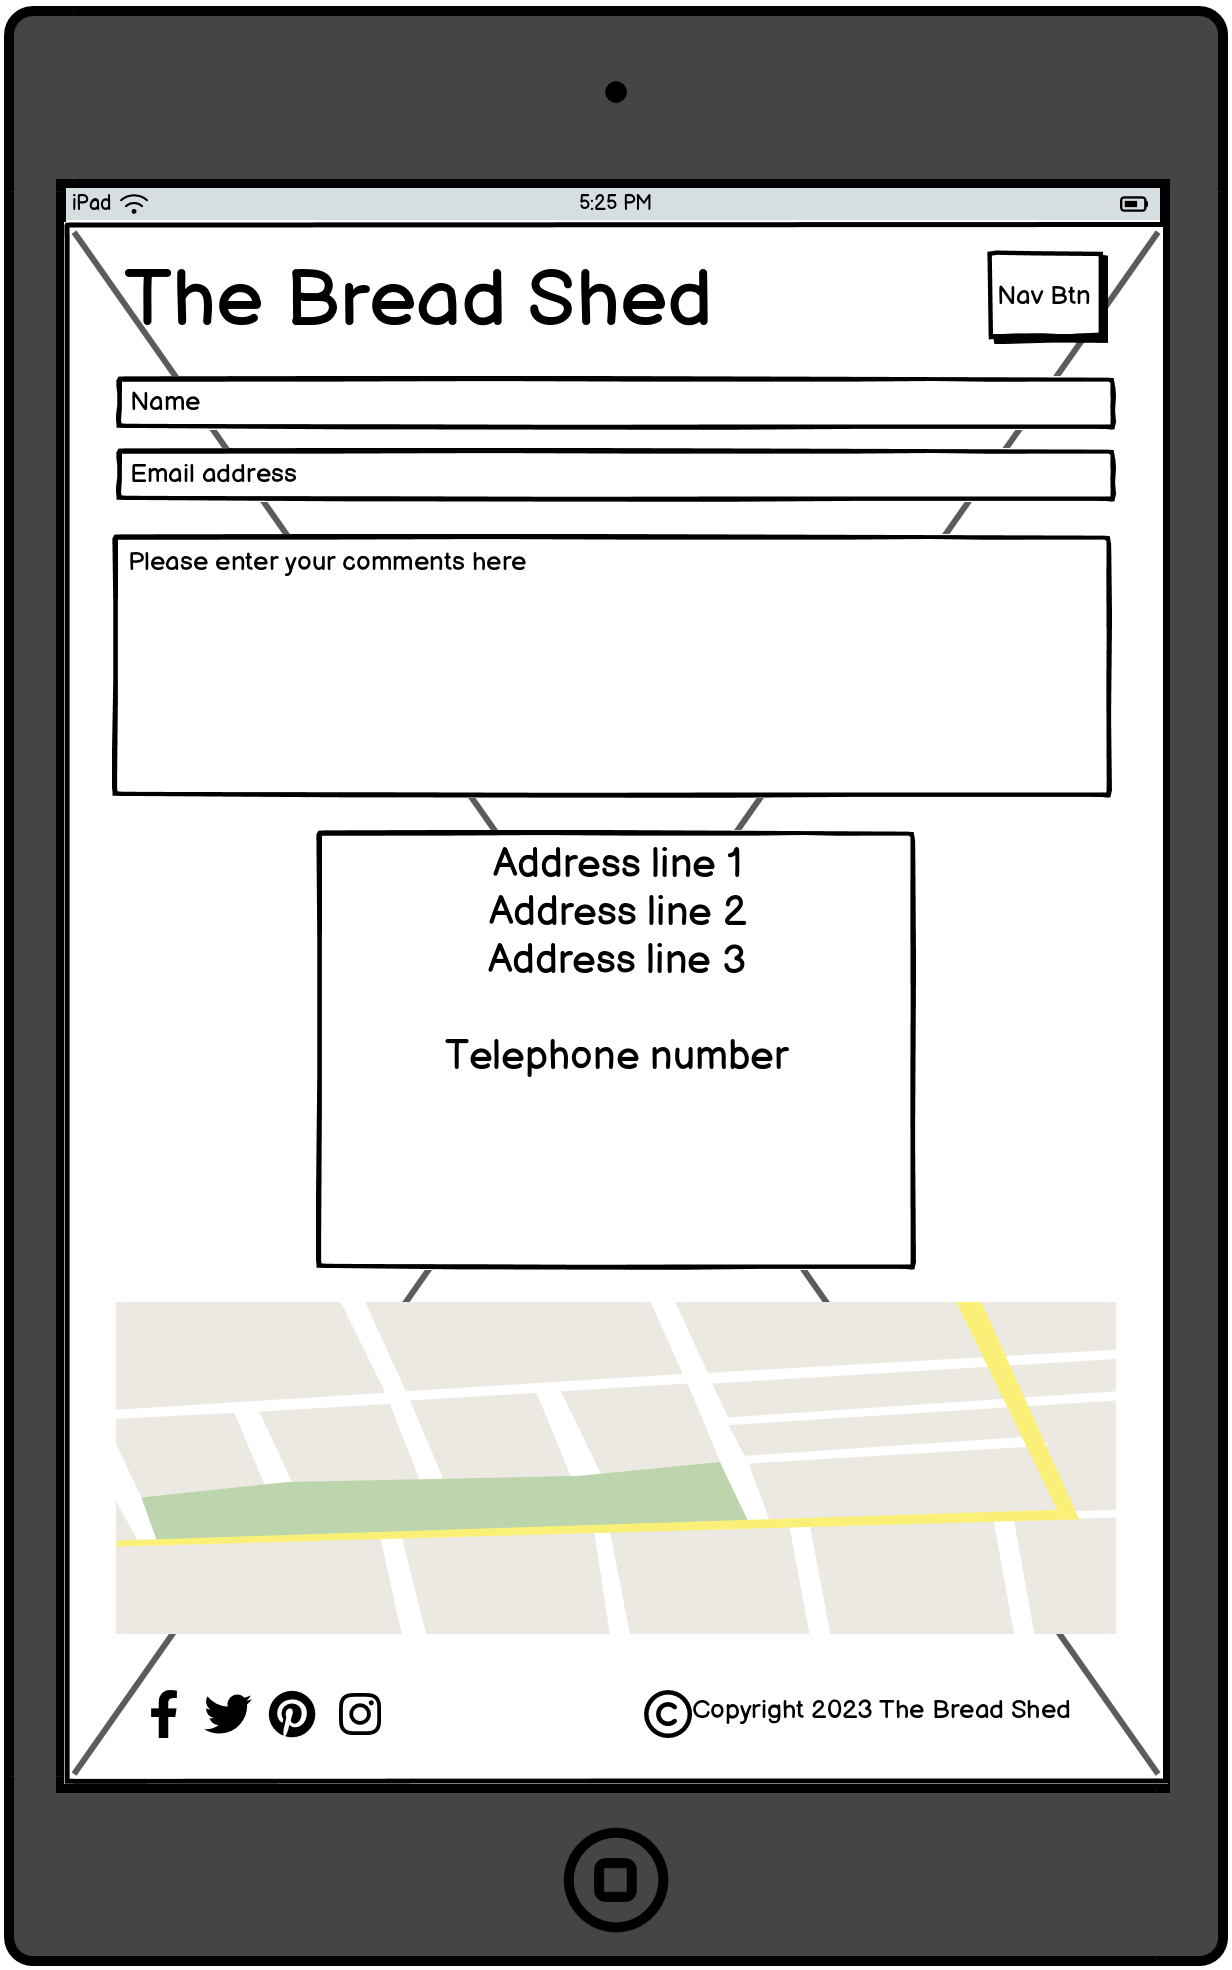 iPad
5:25 PM
The Bread Shed
Nav Btn
Name
Email address
Please enter your comments here
Address line 1
Address line 2
Address line 3
Telephone number
©Copyright 2023 The Bread Shed